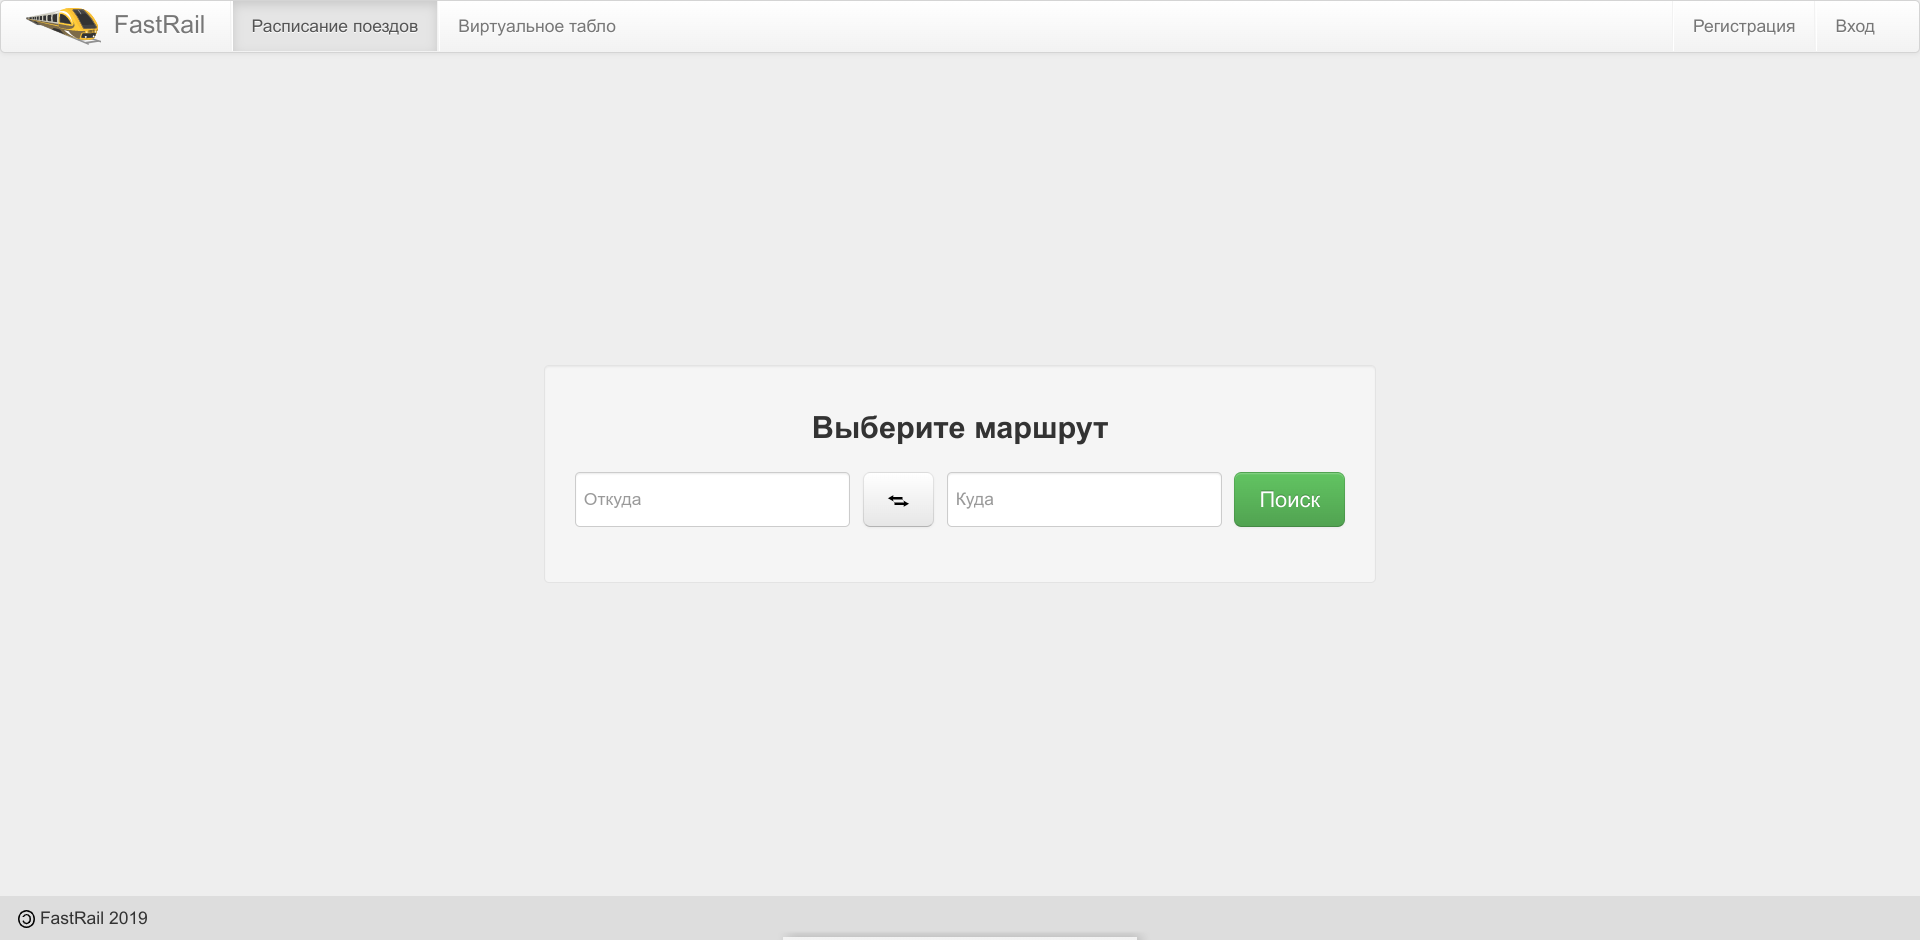 FastRail
Расписание поездов
Виртуальное табло
Регистрация
Вход
Выберите маршрут
Откуда
Куда
Поиск
🄯 FastRail 2019